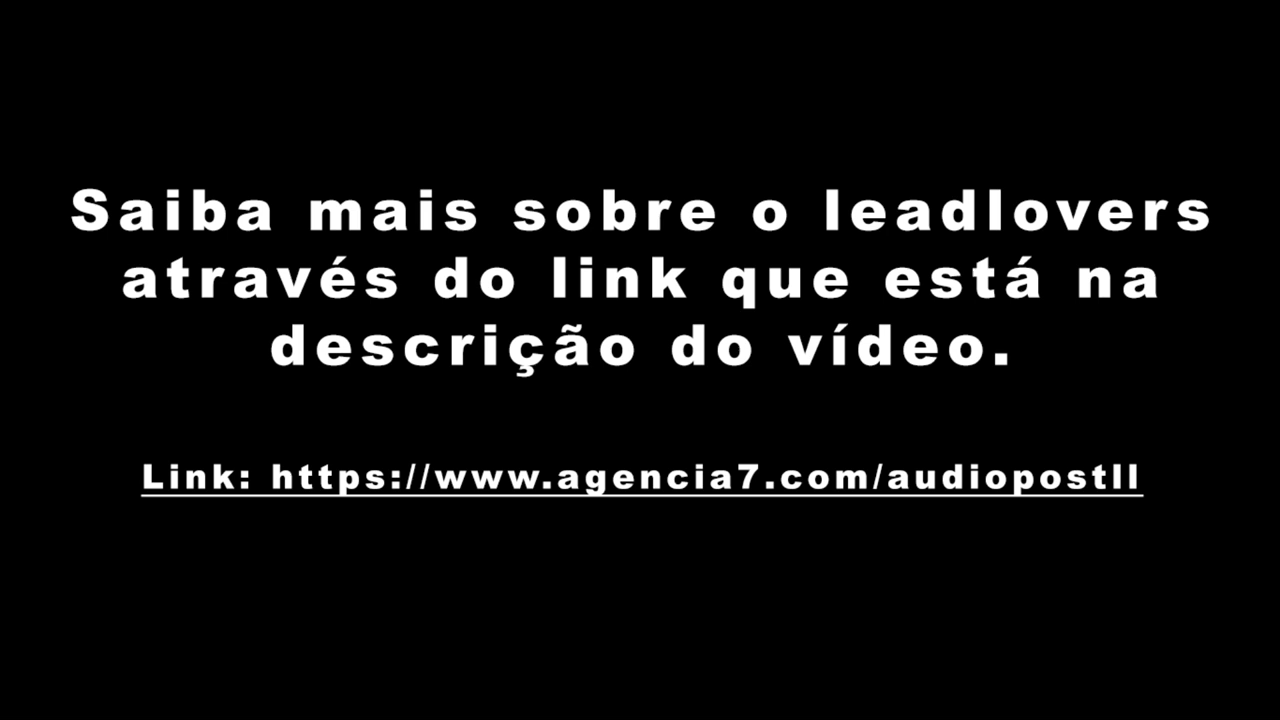 Saiba mais sobre o leadlovers
através do link que está na
descrição do vídeo.
Link: https://www.agencia7.com/audiopostll